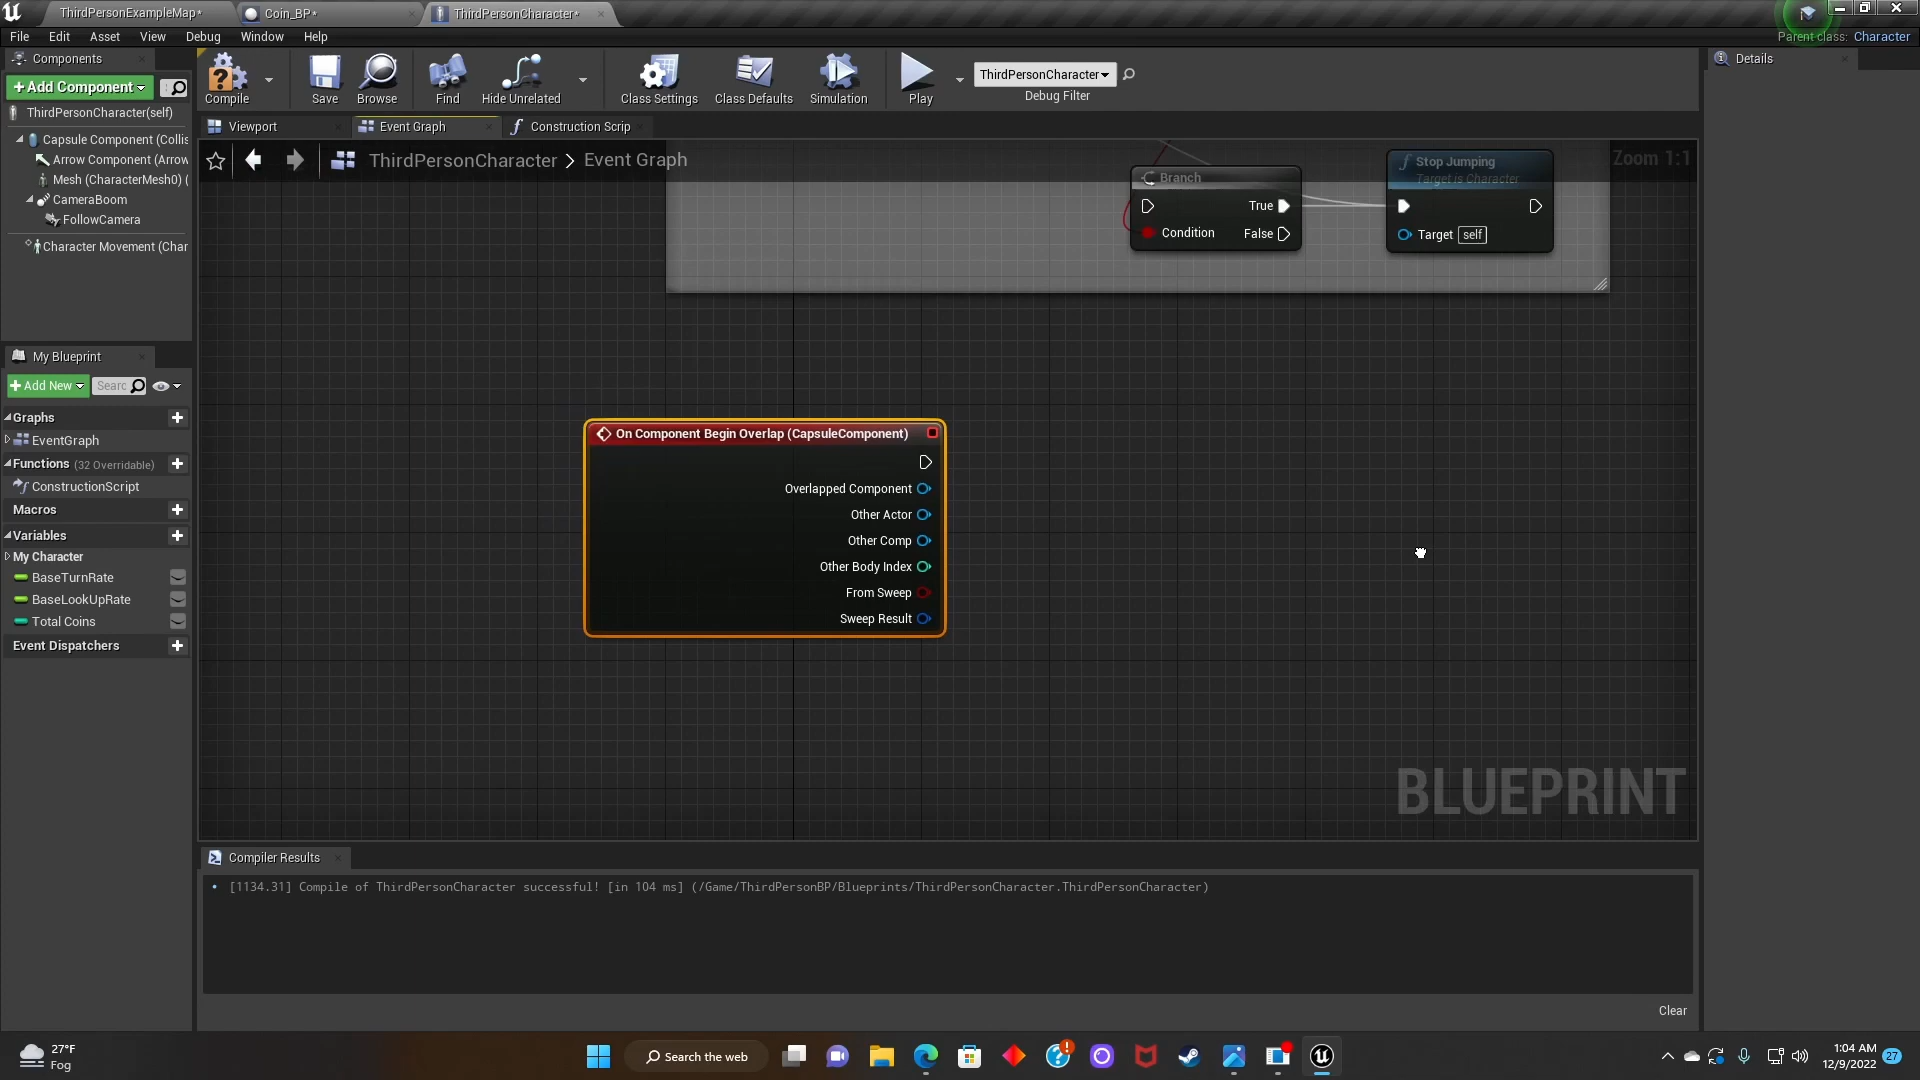 ThirdPersonExampleMap*
Coin_BP*
ThirdPersonCharacter*
File Edit Asset View Debug Window Help
Parent class: Character
Components
+Add Component
ThirdPersonCharacter(self)
Capsule Component (Collis
Arrow Component (Arrow
Mesh (CharacterMesh0) (
CameraBoom
FollowCamera
Character Movement (Char
Compile
Save
Browse
Find
Hide Unrelated
Class Settings
Class Defaults
Simulation
Play
ThirdPersonCharacter
Debug Filter
Details
Viewport
Event Graph
Construction Scrip
ThirdPersonCharacter > Event Graph
Zoom 1:1
Branch
True
Condition
False
Stop Jumping
Target is Character
Target self
My Blueprint
+Add New
Searc
Graphs
EventGraph
Functions (32 Overridable)
ConstructionScript
Macros
Variables
My Character
BaseTurnRate
BaseLookUpRate
Total Coins
Event Dispatchers
On Component Begin Overlap (CapsuleComponent)
Overlapped Component
Other Actor
Other Comp
Other Body Index
From Sweep
Sweep Result
BLUEPRINT
Compiler Results
[1134.31] Compile of ThirdPersonCharacter successful! [in 104 ms] (/Game/ThirdPersonBP/Blueprints/ThirdPersonCharacter.ThirdPersonCharacter)
Clear
27°F
Fog
Search the web
1:04 AM
12/9/2022
27